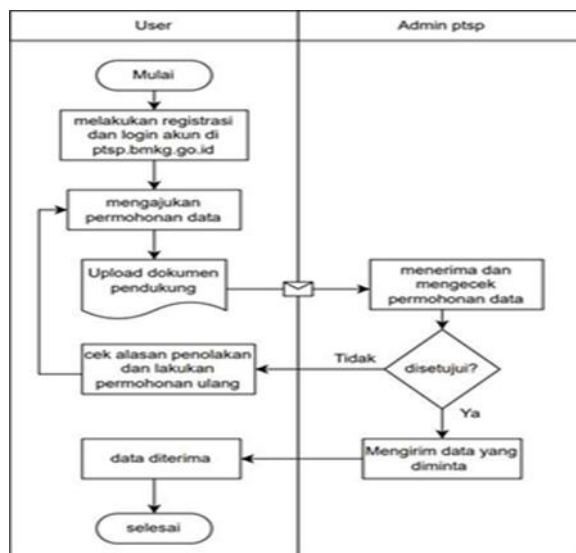 User
Admin ptsp
Mulai
melakukan registrasi
dan login akun di
ptsp.bmkg.go.id
mengajukan
permohonan data
Upload dokumen
pendukung
menerima dan
mengecek
permohonan data
disetujui?
Tidak
cek alasan penolakan
dan lakukan
permohonan ulang
Ya
Mengirim data yang
diminta
data diterima
selesai